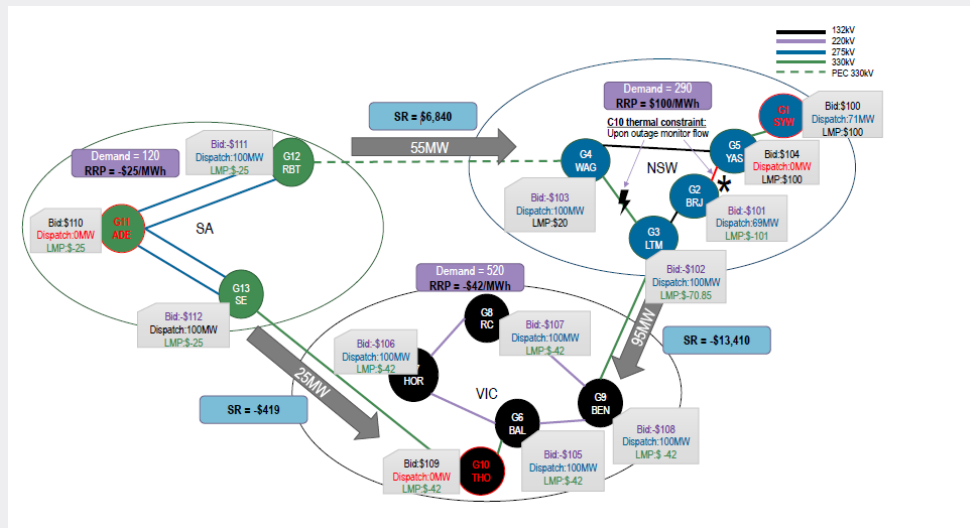 132kV
220kV
275kV
330kV
PEC 330kV
Demand = 290
RRP = $100/MWh
C10 thermal constraint:
Upon outage monitor flow
SR = $6,840
55MW
G1
SYW
Bid:$100
Dispatch:71MW
LMP:$100
G5
YAS
Bid:$104
Dispatch:0MW
LMP:$100
G4
WAG
NSW
G2
BRJ
*
Bid:-$103
Dispatch:100MW
LMP:$20
Bid:-$101
Dispatch:69MW
LMP:$-101
G3
LTM
Bid:-$102
Dispatch:100MW
LMP:$-70.85
Bid:-$111
Dispatch:100MW
LMP:$-25
G12
RBT
Demand = 120
RRP = -$25/MWh
Bid:$110
Dispatch:0MW
LMP:$-25
G11
ADE
SA
G13
SE
Bid:-$112
Dispatch:100MW
LMP:$-25
Demand = 520
RRP = -$42/MWh
95MW
SR = -$13,410
G8
RC
Bid:-$107
Dispatch:100MW
LMP:$-42
Bid:-$106
Dispatch:100MW
LMP:$-42
HOR
VIC
25MW
SR = -$419
G9
BEN
G6
BAL
Bid:-$108
Dispatch:100MW
LMP:$ -42
Bid:-$105
Dispatch:100MW
LMP:$-42
Bid:$109
Dispatch:0MW
LMP:$-42
G10
THO